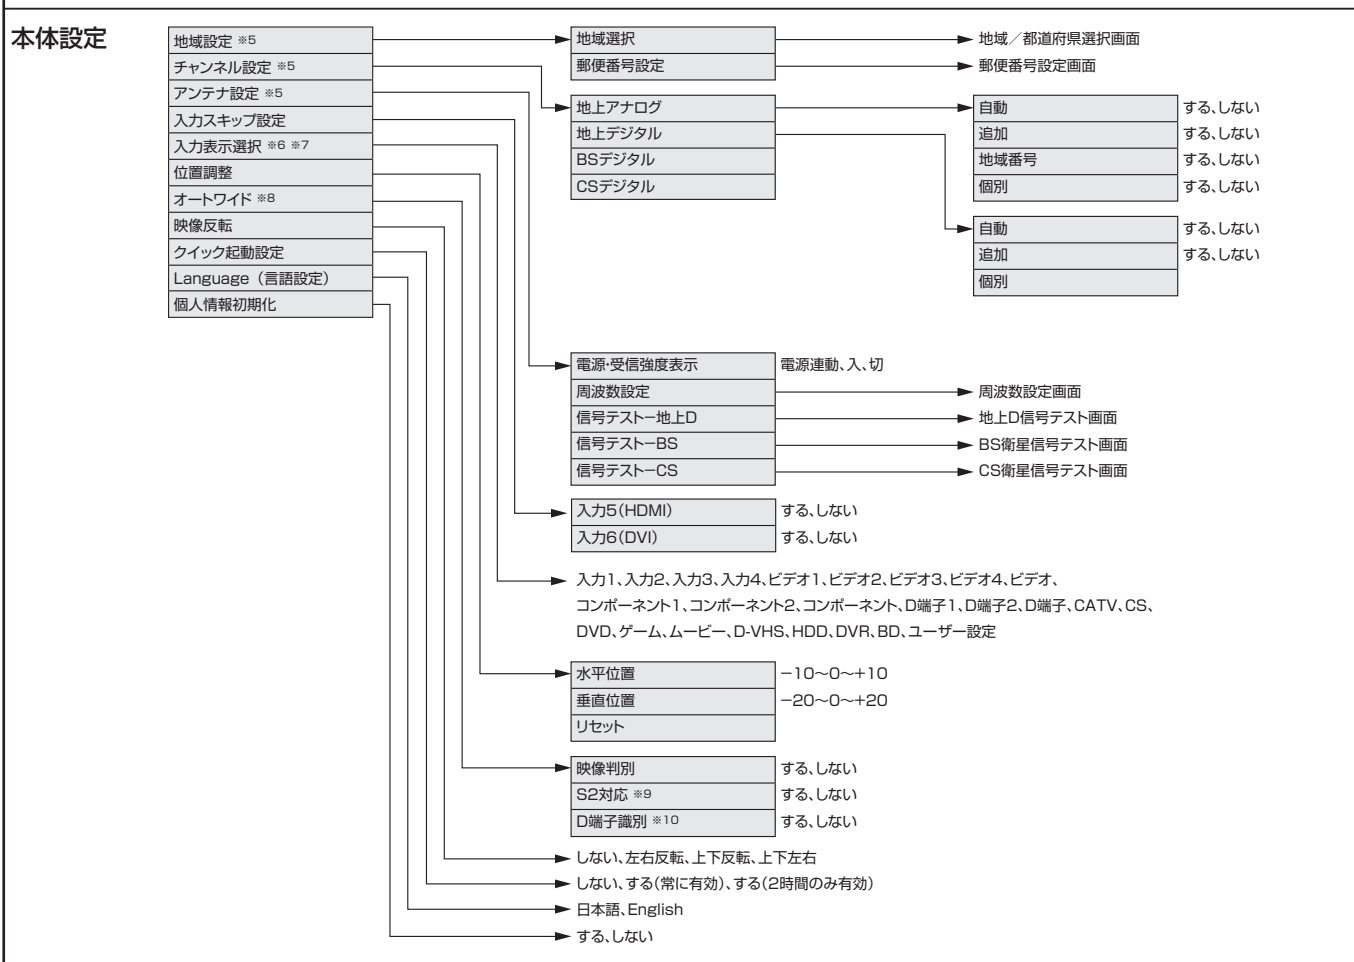 本体設定
地域設定 ※5
チャンネル設定 ※5
アンテナ設定 ※5
入力スキップ設定
入力表示選択 ※6 ※7
位置調整
オートワイド ※8
映像反転
クイック起動設定
Language（言語設定）
個人情報初期化
地域選択
地域／都道府県選択画面
郵便番号設定
郵便番号設定画面
地上アナログ
地上デジタル
BSデジタル
CSデジタル
自動 する、しない
追加 する、しない
地域番号 する、しない
個別 する、しない
自動 する、しない
追加 する、しない
個別
電源・受信強度表示 電源連動、入、切
周波数設定 周波数設定画面
信号テストー地上D 地上D信号テスト画面
信号テストーBS BS衛星信号テスト画面
信号テストーCS CS衛星信号テスト画面
入力5（HDMI） する、しない
入力6（DVI） する、しない
入力1、入力2、入力3、入力4、ビデオ1、ビデオ2、ビデオ3、ビデオ4、ビデオ、
コンポーネント1、コンポーネント2、コンポーネント、D端子1、D端子2、D端子、CATV、CS、
DVD、ゲーム、ムービー、D-VHS、HDD、DVR、BD、ユーザー設定
水平位置 −10〜0〜+10
垂直位置 −20〜0〜+20
リセット
映像判別 する、しない
S2対応 ※9 する、しない
D端子識別 ※10 する、しない
しない、左右反転、上下反転、上下左右
しない、する（常に有効）、する（2時間のみ有効）
日本語、English
する、しない